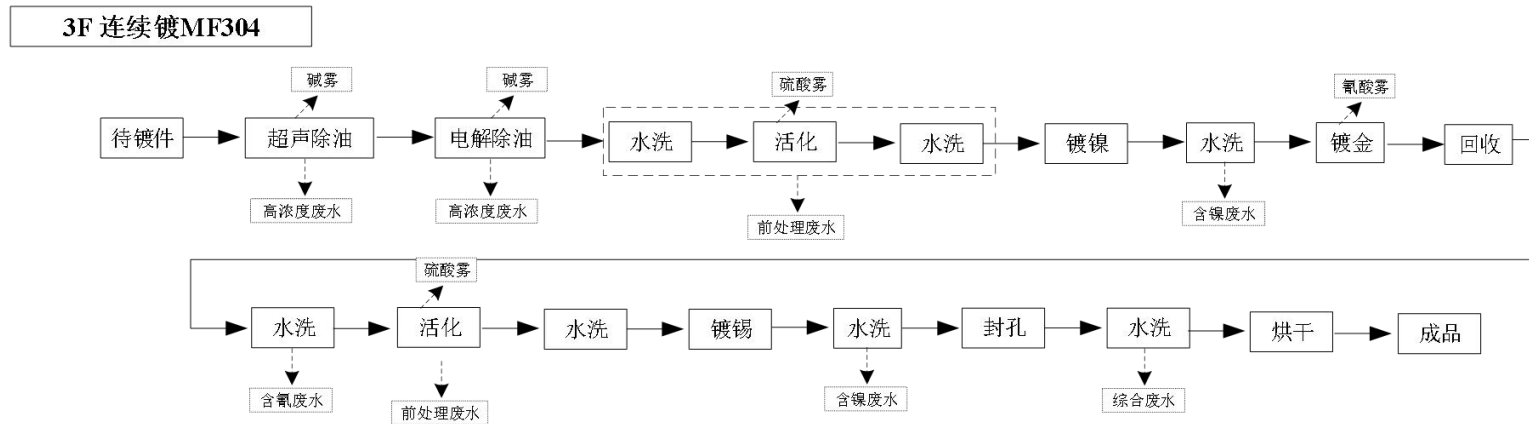 3F 连续镀MF304
碱雾
碱雾
硫酸雾
氰酸雾
待镀件
超声除油
电解除油
水洗
活化
水洗
镀镍
水洗
镀金
回收
高浓度废水
高浓度废水
前处理废水
含镍废水
硫酸雾
水洗
活化
水洗
镀锡
水洗
封孔
水洗
烘干
成品
含氰废水
前处理废水
含镍废水
综合废水